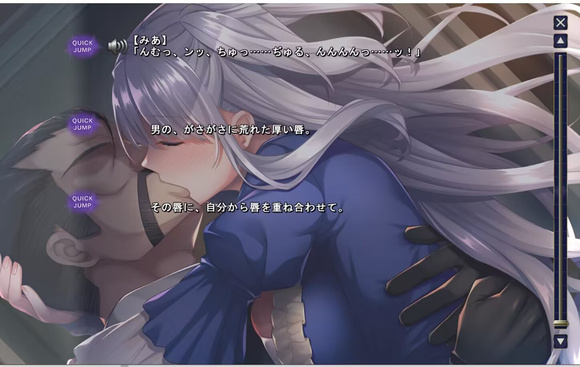 QUICK
JUMP
【みあ】
「んむっ、ンッ、ちゅっ……ぢゅる、んんんんっ……ッ！」
QUICK
JUMP
男の、がさがさに荒れた厚い唇。
QUICK
JUMP
その唇に、自分から唇を重ね合わせて。